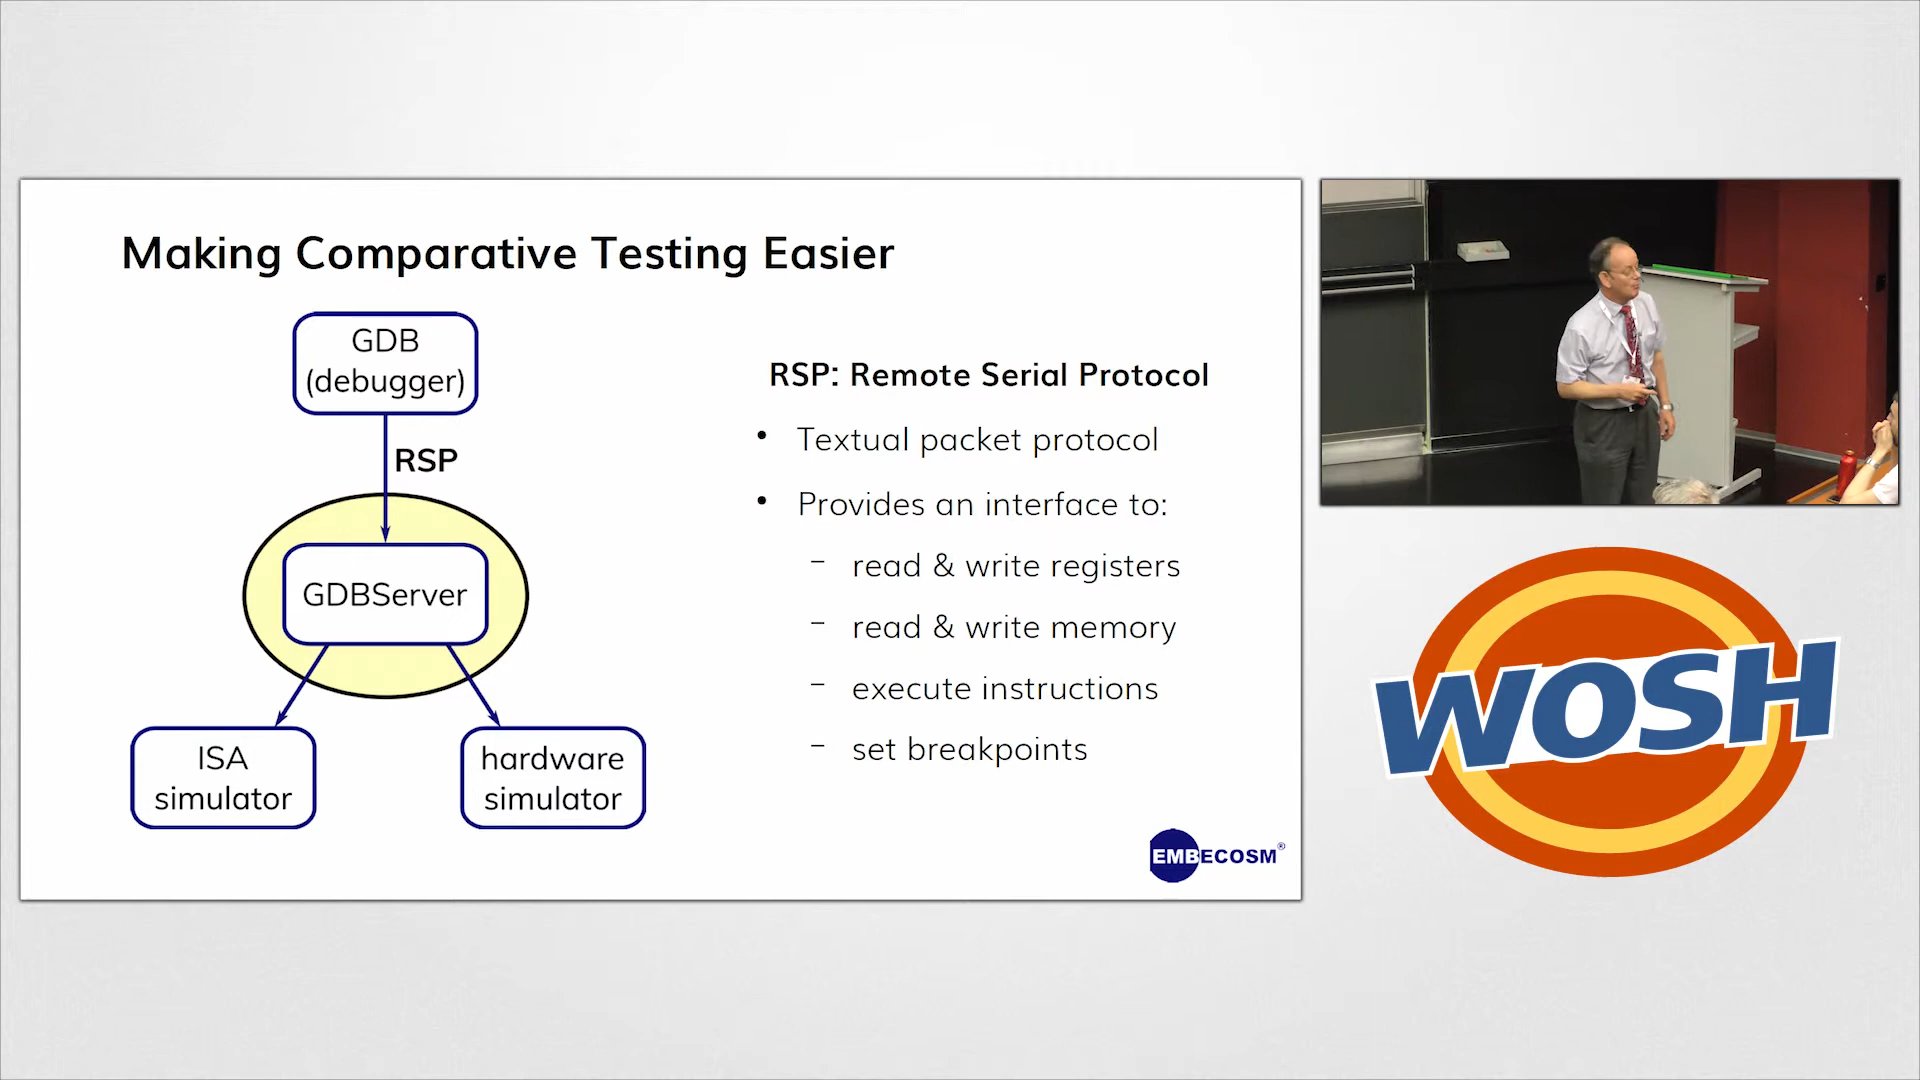 Making Comparative Testing Easier
GDB
(debugger)
RSP
GDBServer
ISA
simulator
hardware
simulator
RSP: Remote Serial Protocol
• Textual packet protocol
• Provides an interface to:
– read & write registers
– read & write memory
– execute instructions
– set breakpoints
EMBECOSM®
WOSH